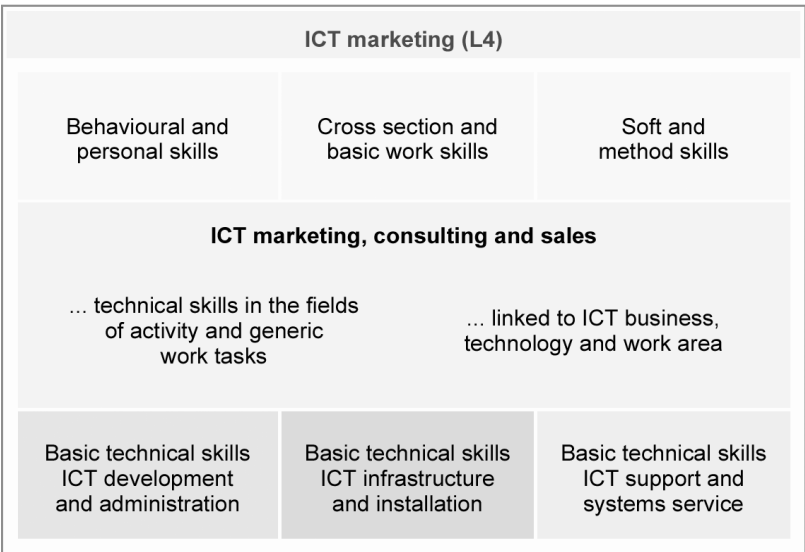 ICT marketing (L4)
Behavioural and
personal skills
Cross section and
basic work skills
Soft and
method skills
ICT marketing, consulting and sales
... technical skills in the fields
of activity and generic
work tasks
... linked to ICT business,
technology and work area
Basic technical skills
ICT development
and administration
Basic technical skills
ICT infrastructure
and installation
Basic technical skills
ICT support and
systems service